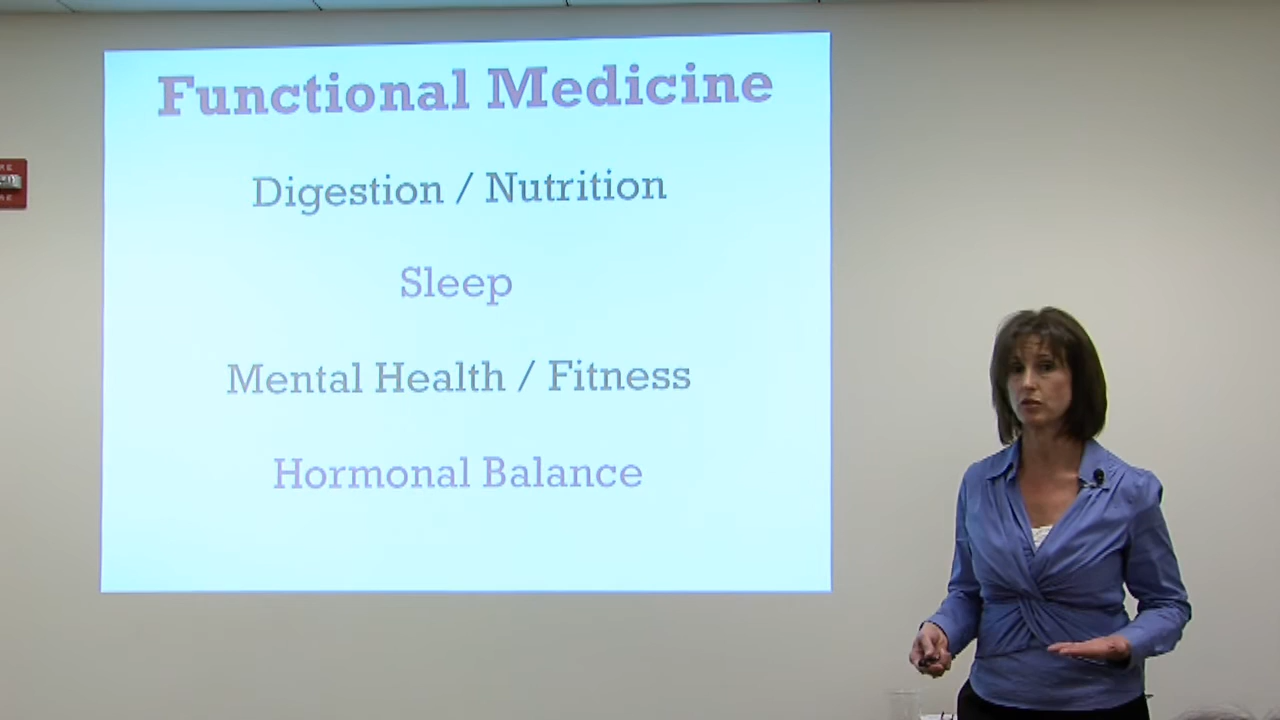 Functional Medicine
Digestion / Nutrition
Sleep
Mental Health / Fitness
Hormonal Balance